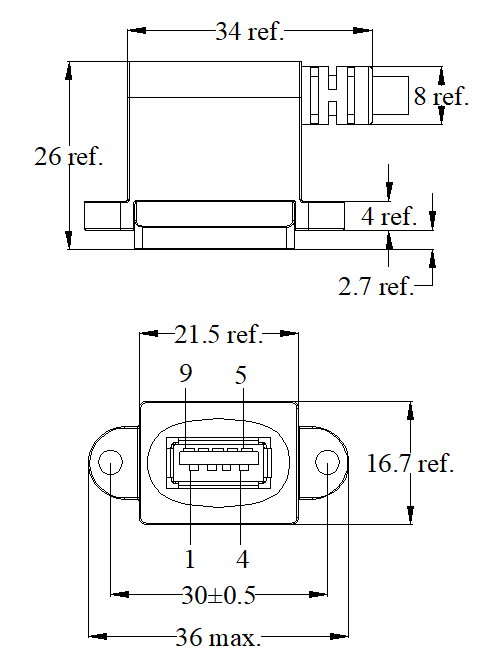 34 ref.
8 ref.
26 ref.
4 ref.
2.7 ref.
21.5 ref.
9 5
16.7 ref.
1 4
30±0.5
36 max.